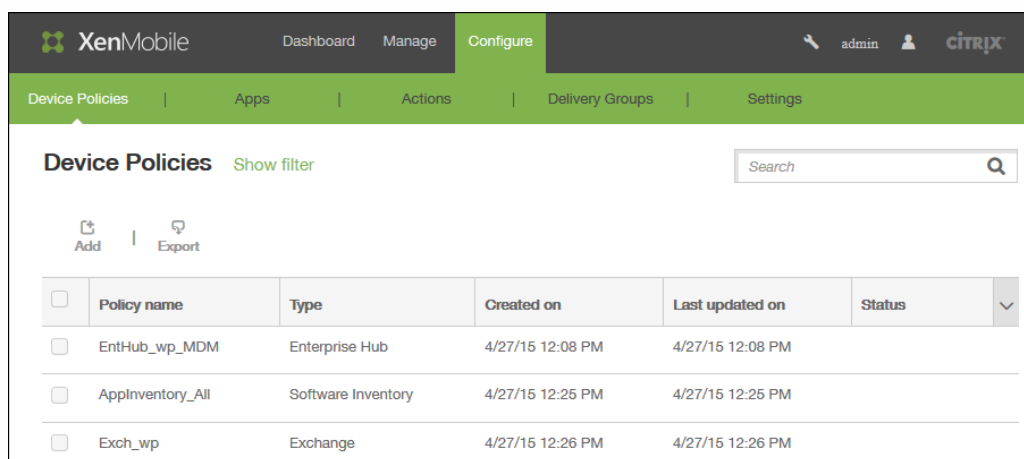 XenMobile Dashboard Manage Configure admin CİTRIX
Device Policies | Apps | Actions | Delivery Groups | Settings
Device Policies Show filter Search
Add | Export
Policy name Type Created on Last updated on Status
EntHub_wp_MDM Enterprise Hub 4/27/15 12:08 PM 4/27/15 12:08 PM
AppInventory_All Software Inventory 4/27/15 12:25 PM 4/27/15 12:25 PM
Exch_wp Exchange 4/27/15 12:26 PM 4/27/15 12:26 PM